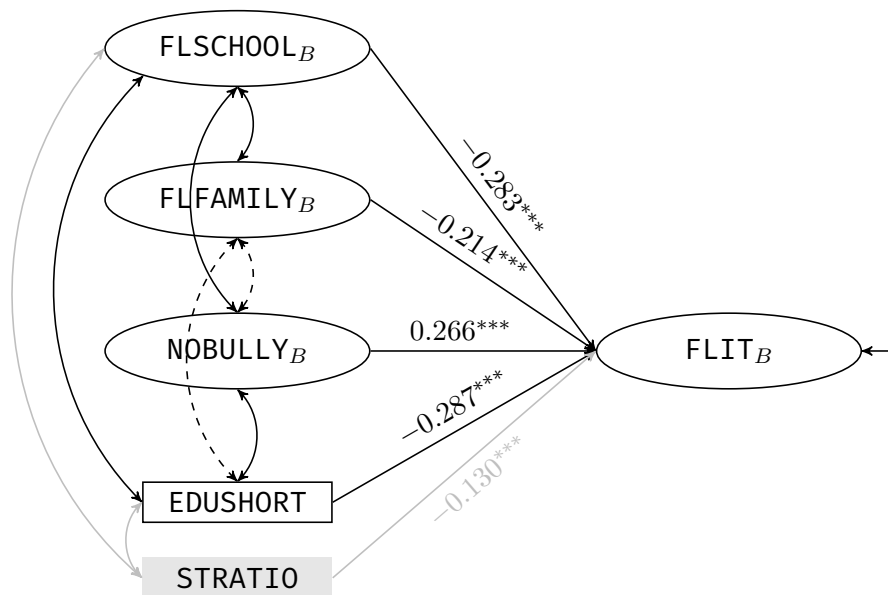 FLSCHOOL_B
−0.283***
FLFAMILY_B
−0.214***
NOBULLY_B
0.266***
FLIT_B
−0.287***
EDUSHORT
−0.130***
STRATIO